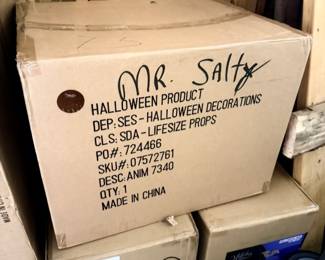 MR. Salty
HALLOWEEN PRODUCT
DEP: SES - HALLOWEEN DECORATIONS
CLS: SDA - LIFESIZE PROPS
PO#: 724466
SKU#: 07572761
DESC: ANIM 7340
QTY: 1
MADE IN CHINA